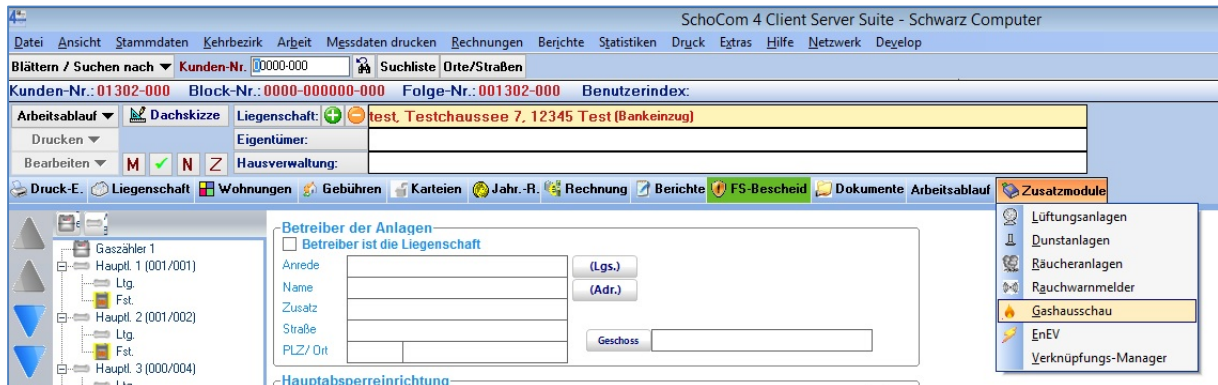 SchoCom 4 Client Server Suite - Schwarz Computer
Datei Ansicht Stammdaten Kehrbezirk Arbeit Messdaten drucken Rechnungen Berichte Statistiken Druck Extras Hilfe Netzwerk Develop
Blättern / Suchen nach Kunden-Nr. 00000-000 Suchliste Orte/Straßen
Kunden-Nr.: 01302-000 Block-Nr.: 0000-000000-000 Folge-Nr.: 001302-000 Benutzerindex:
Arbeitsablauf Dachskizze Liegenschaft: test, Testchaussee 7, 12345 Test (Bankeinzug)
Drucken Eigentümer:
Bearbeiten M N Z Hausverwaltung:
Druck-E. Liegenschaft Wohnungen Gebühren Karteien Jahr.-R. Rechnung Berichte FS-Bescheid Dokumente Arbeitsablauf Zusatzmodule
Gaszähler 1
Hauptl. 1 (001/001)
Ltg.
Fst.
Hauptl. 2 (001/002)
Ltg.
Fst.
Hauptl. 3 (000/004)
Betreiber der Anlagen
Betreiber ist die Liegenschaft
Anrede (Lgs.)
Name (Adr.)
Zusatz
Straße
Geschoss
PLZ/ Ort
Hauptabsperreinrichtung
Lüftungsanlagen
Dunstanlagen
Räucheranlagen
Rauchwarnmelder
Gashausschau
EnEV
Verknüpfungs-Manager